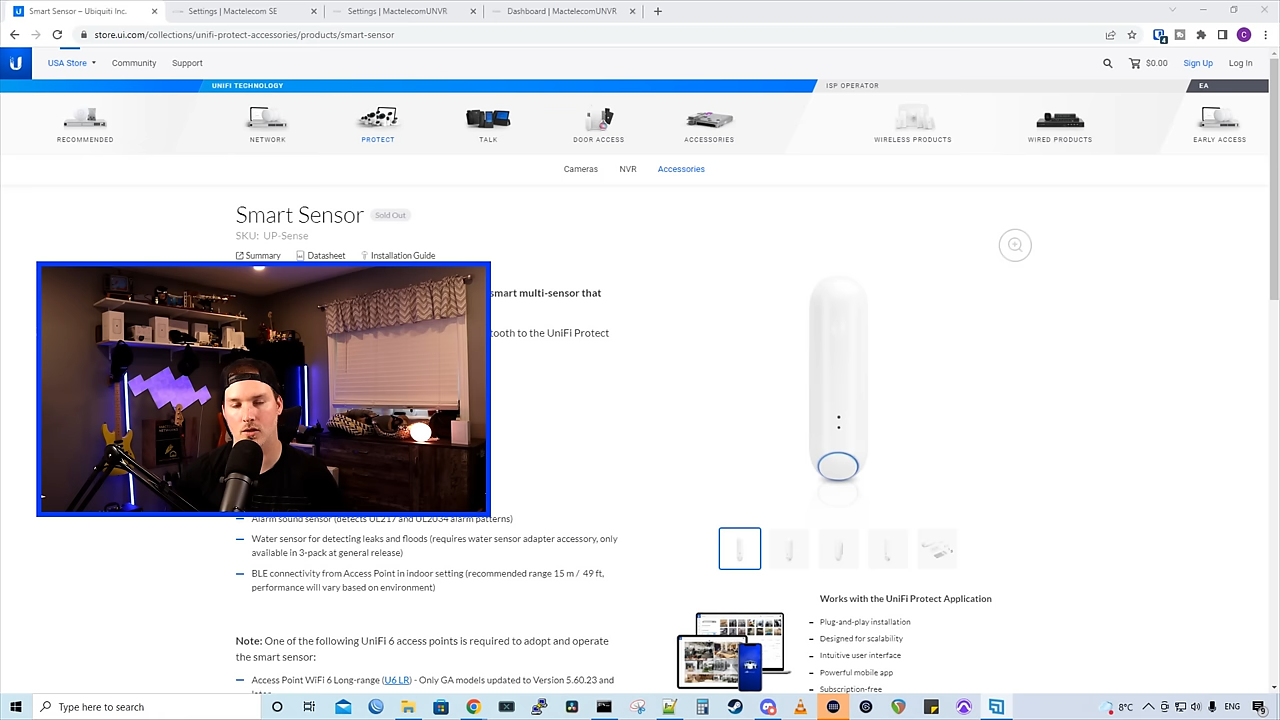 Smart Sensor – Ubiquiti Inc.
Settings | Mactelecom SE
Settings | MactelecomUNVR
Dashboard | MactelecomUNVR
store.ui.com/collections/unifi-protect-accessories/products/smart-sensor
USA Store
Community
Support
$0.00
Sign Up
Log In
UNIFI TECHNOLOGY
ISP OPERATOR
EA
RECOMMENDED
NETWORK
PROTECT
TALK
DOOR ACCESS
ACCESSORIES
WIRELESS PRODUCTS
WIRED PRODUCTS
EARLY ACCESS
Cameras
NVR
Accessories
Smart Sensor
Sold Out
SKU: UP-Sense
Summary
Datasheet
Installation Guide
smart multi-sensor that
tooth to the UniFi Protect
Alarm sound sensor (detects UL217 and UL2034 alarm patterns)
Water sensor for detecting leaks and floods (requires water sensor adapter accessory, only
available in 3-pack at general release)
BLE connectivity from Access Point in indoor setting (recommended range 15 m / 49 ft,
performance will vary based on environment)
Note: One of the following UniFi 6 access points is required to adopt and operate
the smart sensor:
Access Point WiFi 6 Long-range (U6 LR) - Only GA models updated to Version 5.60.23 and
later
Works with the UniFi Protect Application
Plug-and-play installation
Designed for scalability
Intuitive user interface
Powerful mobile app
Subscription-free
Type here to search
8°C
ENG